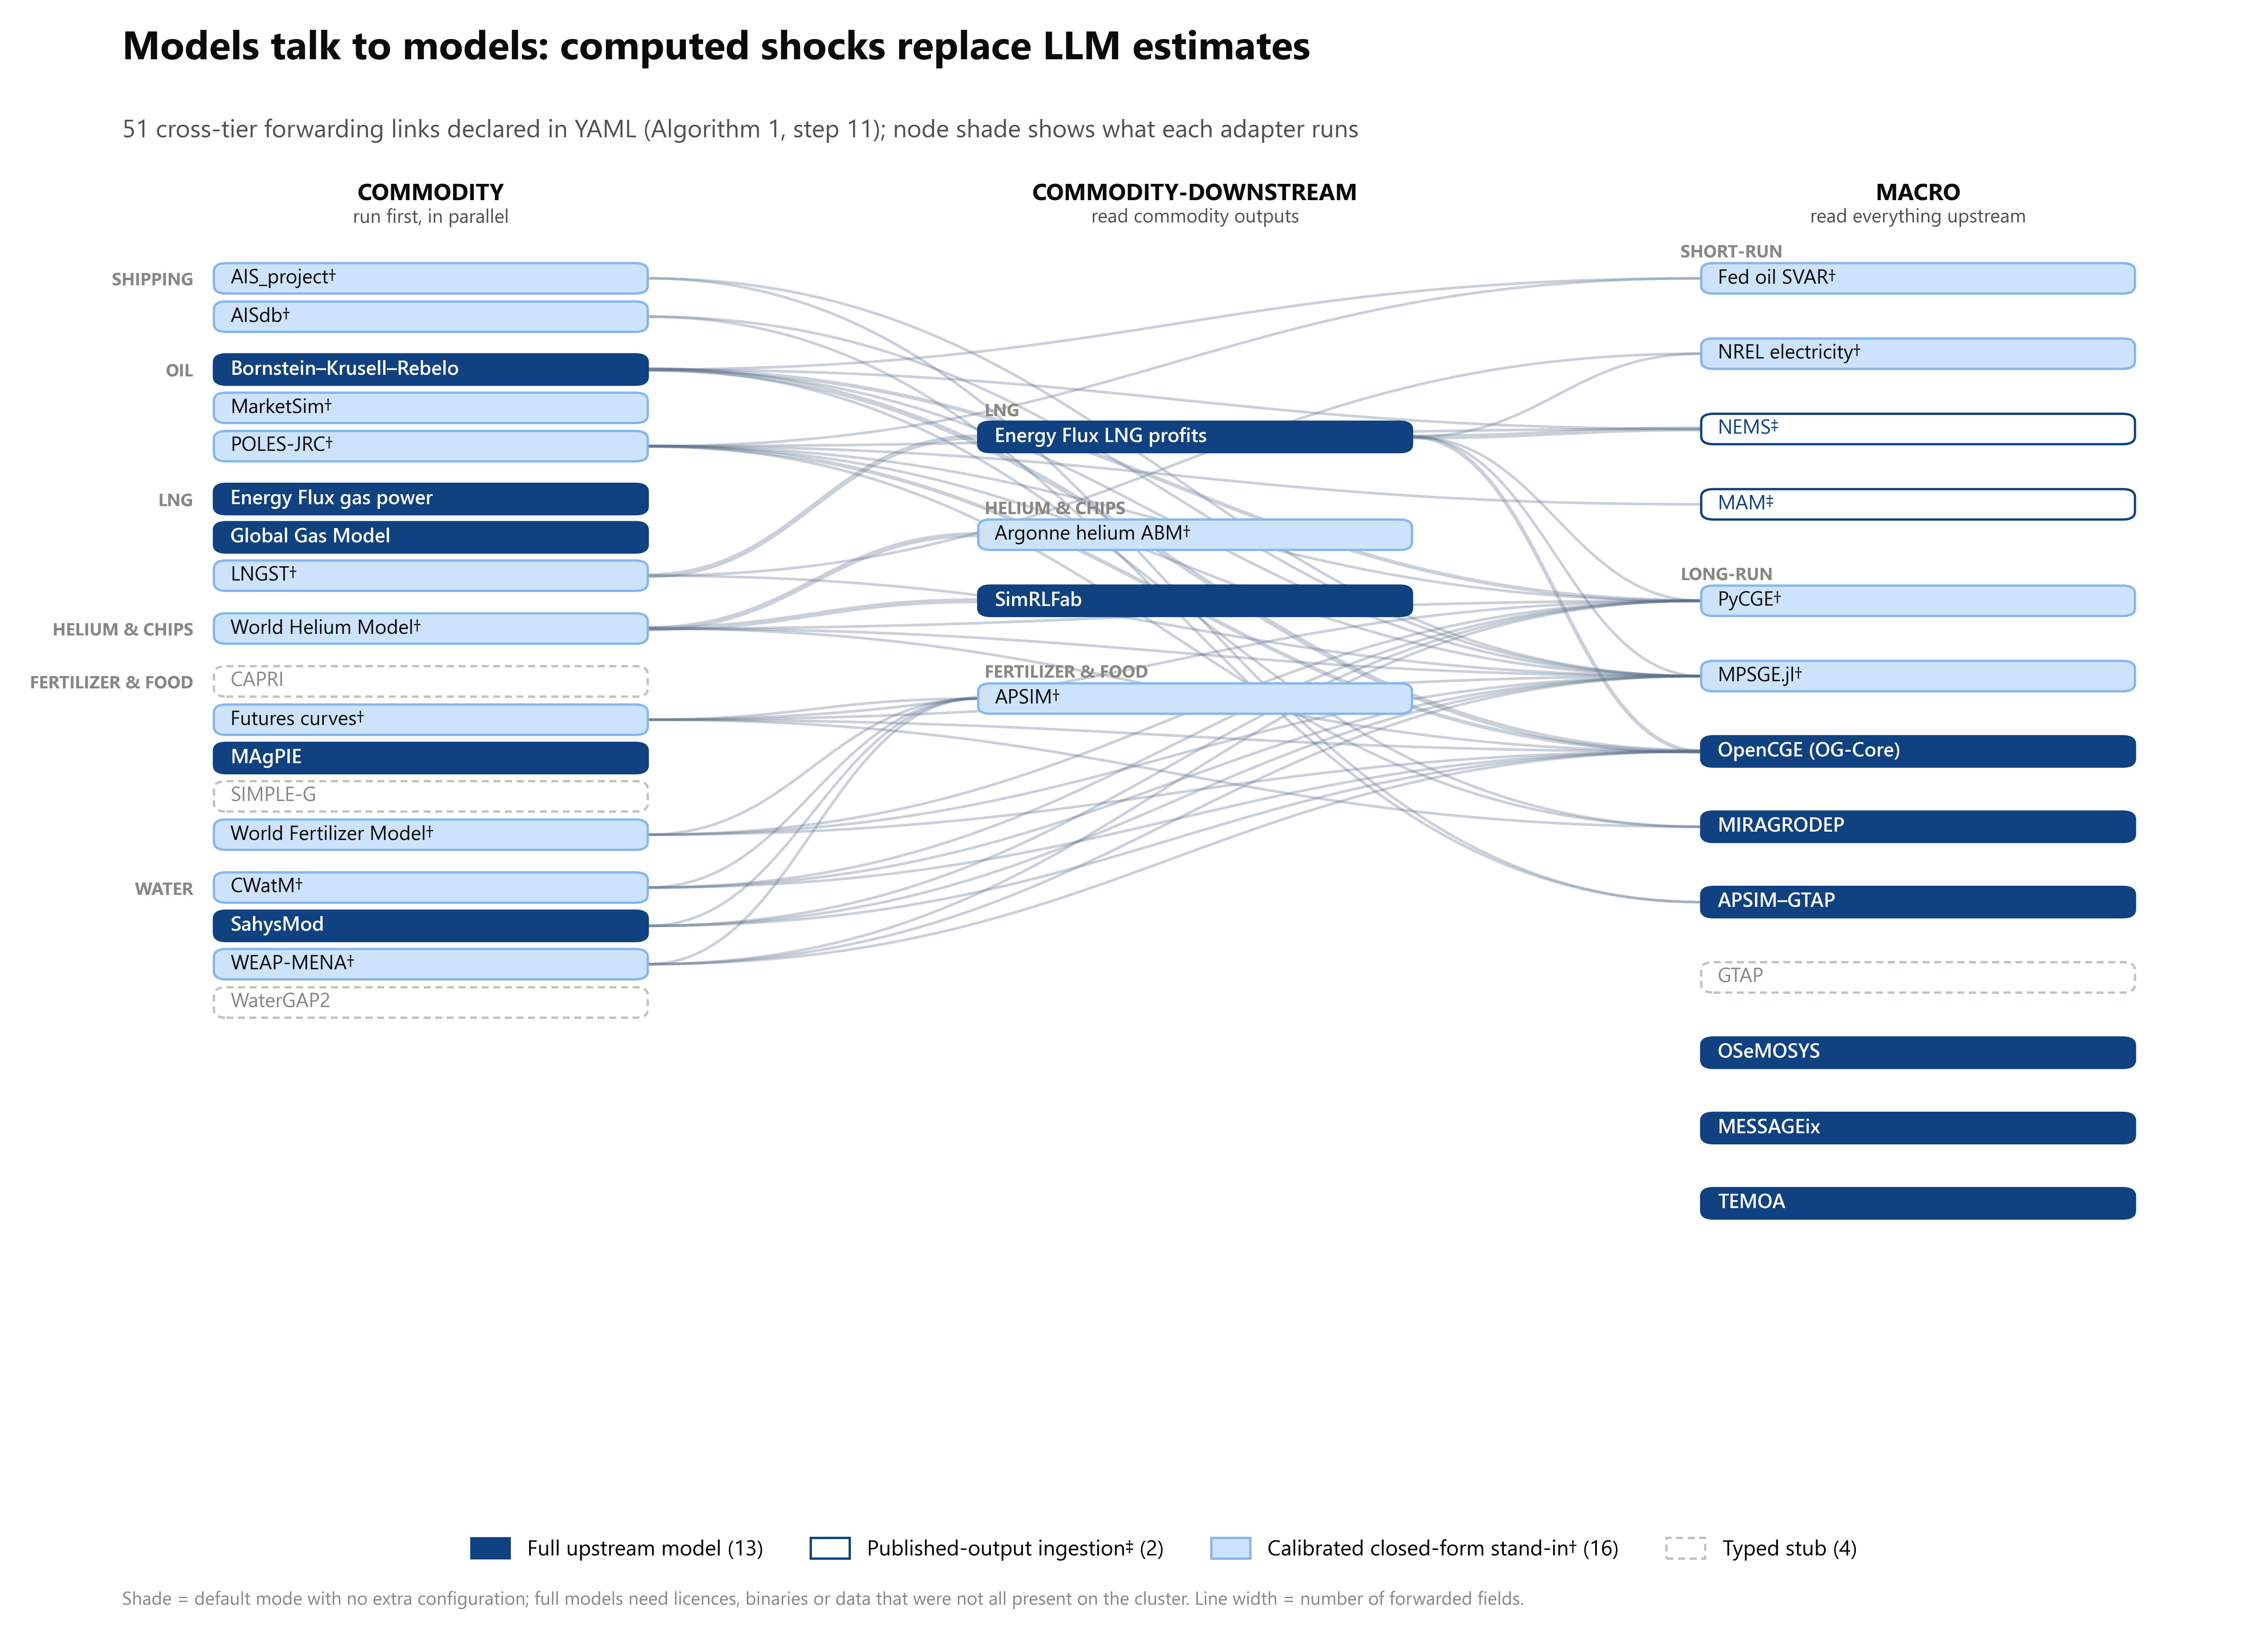 Models talk to models: computed shocks replace LLM estimates
51 cross-tier forwarding links declared in YAML (Algorithm 1, step 11); node shade shows what each adapter runs
COMMODITY
run first, in parallel
SHIPPING
AIS_project†
AISdb†
OIL
Bornstein–Krusell–Rebelo
MarketSim†
POLES-JRC†
LNG
Energy Flux gas power
Global Gas Model
LNGST†
HELIUM & CHIPS
World Helium Model†
FERTILIZER & FOOD
CAPRI
Futures curves†
MAgPIE
SIMPLE-G
World Fertilizer Model†
WATER
CWatM†
SahysMod
WEAP-MENA†
WaterGAP2
COMMODITY-DOWNSTREAM
read commodity outputs
LNG
Energy Flux LNG profits
HELIUM & CHIPS
Argonne helium ABM†
SimRLFab
FERTILIZER & FOOD
APSIM†
MACRO
read everything upstream
SHORT-RUN
Fed oil SVAR†
NREL electricity†
NEMS‡
MAM‡
LONG-RUN
PyCGE†
MPSGE.jl†
OpenCGE (OG-Core)
MIRAGRODEP
APSIM–GTAP
GTAP
OSeMOSYS
MESSAGEix
TEMOA
Full upstream model (13)
Published-output ingestion‡ (2)
Calibrated closed-form stand-in† (16)
Typed stub (4)
Shade = default mode with no extra configuration; full models need licences, binaries or data that were not all present on the cluster. Line width = number of forwarded fields.